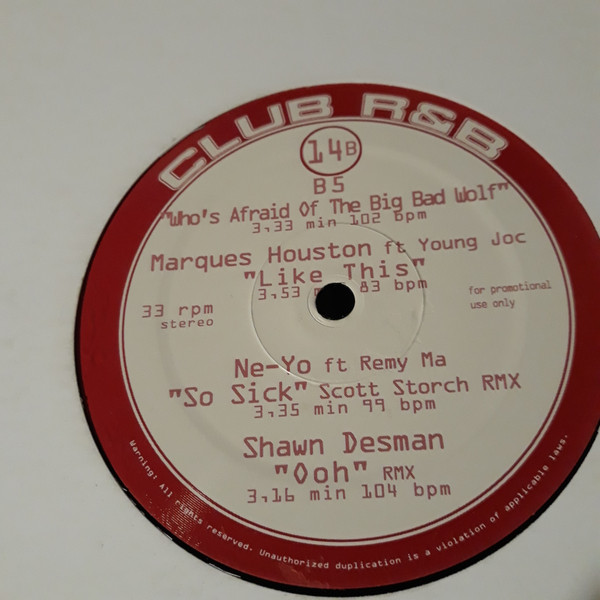 CLUB R&B
14B
B5
"Who's Afraid Of The Big Bad Wolf"
3,33 min 102 bpm
Marques Houston ft Young Joc
"Like This"
3,53 m 83 bpm
33 rpm
stereo
for promotional
use only
Ne-Yo ft Remy Ma
"So Sick" Scott Storch RMX
3,35 min 99 bpm
Shawn Desman
"Ooh" RMX
3,16 min 104 bpm
Warning: All rights reserved. Unauthorized duplication is a violation of applicable laws.